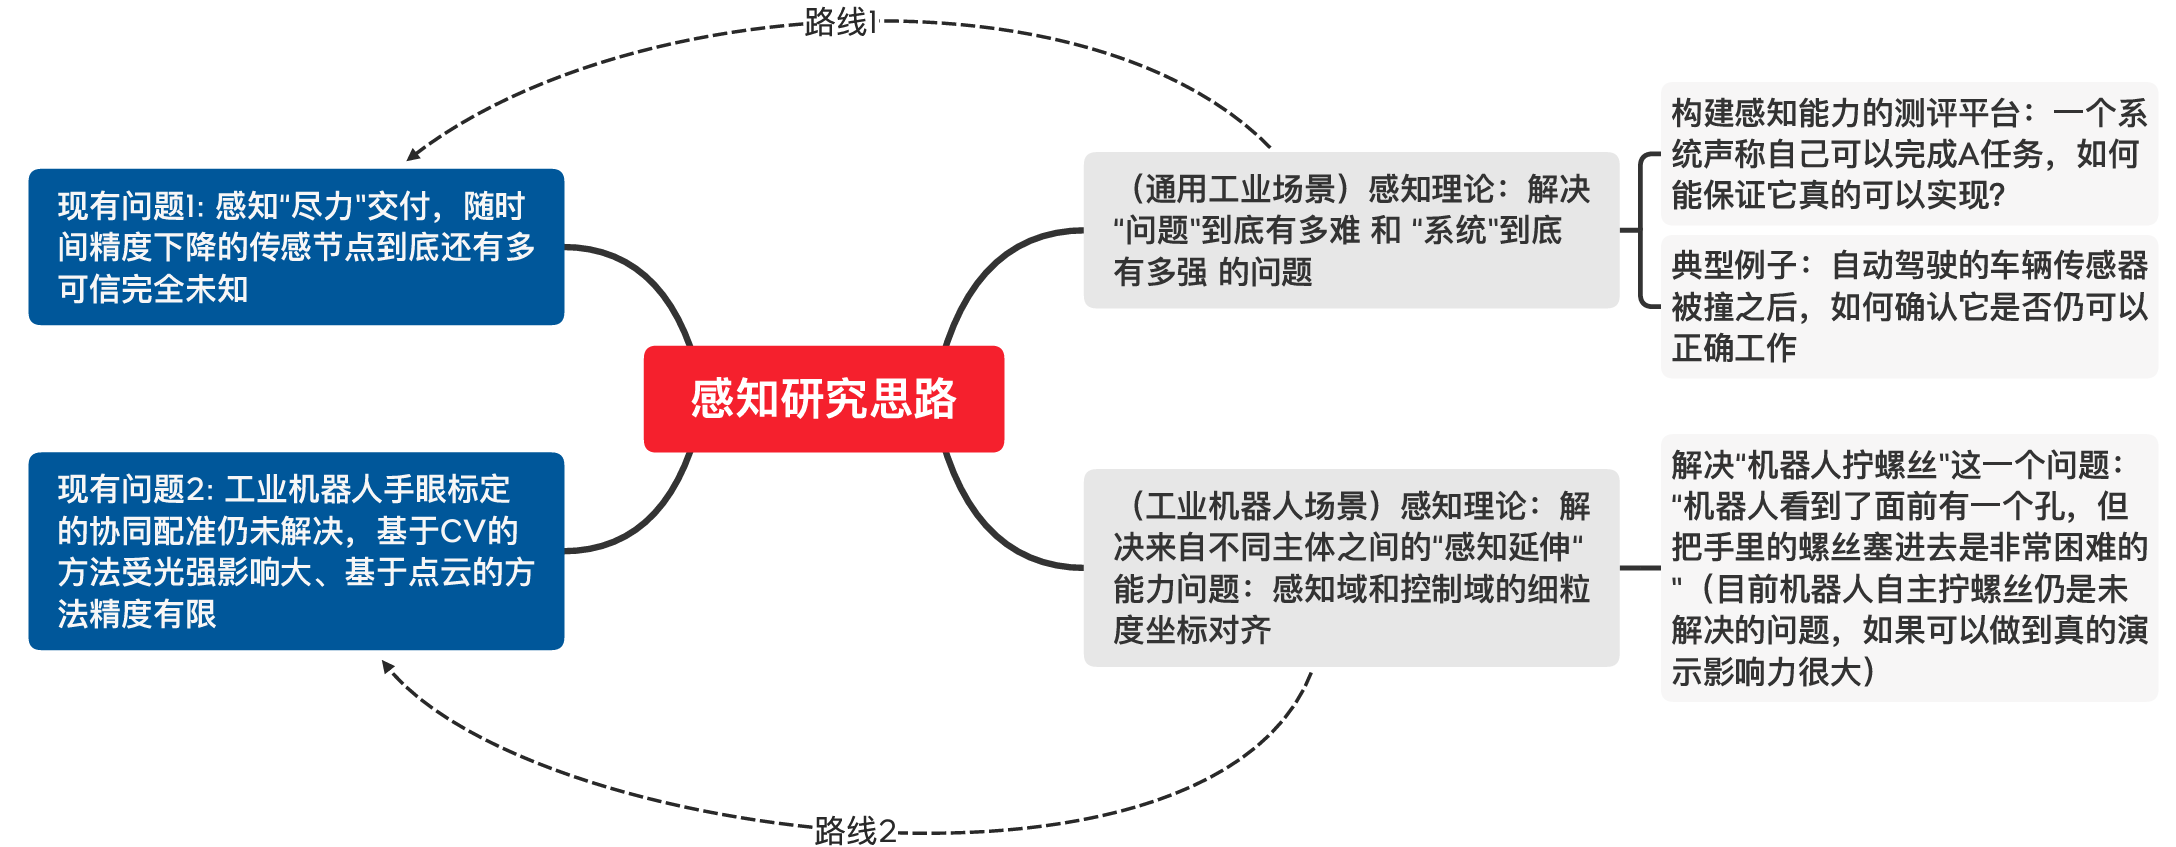 路线1
现有问题1: 感知“尽力"交付，随时
间精度下降的传感节点到底还有多
可信完全未知
（通用工业场景）感知理论：解决
“问题"到底有多难 和 “系统"到底
有多强 的问题
构建感知能力的测评平台：一个系
统声称自己可以完成A任务，如何
能保证它真的可以实现?
典型例子：自动驾驶的车辆传感器
被撞之后，如何确认它是否仍可以
正确工作
感知研究思路
现有问题2: 工业机器人手眼标定
的协同配准仍未解决，基于CV的
方法受光强影响大、基于点云的方
法精度有限
（工业机器人场景）感知理论：解
决来自不同主体之间的“感知延伸“
能力问题：感知域和控制域的细粒
度坐标对齐
解决“机器人拧螺丝"这一个问题：
“机器人看到了面前有一个孔，但
把手里的螺丝塞进去是非常困难的
"（目前机器人自主拧螺丝仍是未
解决的问题，如果可以做到真的演
示影响力很大）
路线2